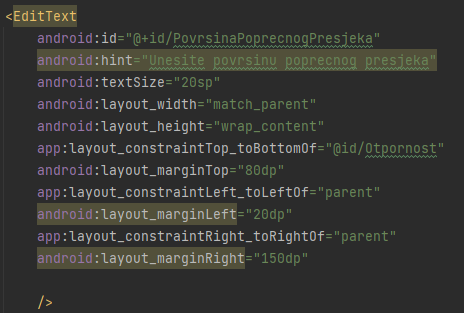 <EditText
android:id="@+id/PovrsinaPoprecnogPresjeka"
android:hint="Unesite povrsinu poprecnog presjeka"
android:textSize="20sp"
android:layout_width="match_parent"
android:layout_height="wrap_content"
app:layout_constraintTop_toBottomOf="@id/Otpornost"
android:layout_marginTop="80dp"
app:layout_constraintLeft_toLeftOf="parent"
android:layout_marginLeft="20dp"
app:layout_constraintRight_toRightOf="parent"
android:layout_marginRight="150dp"
/>